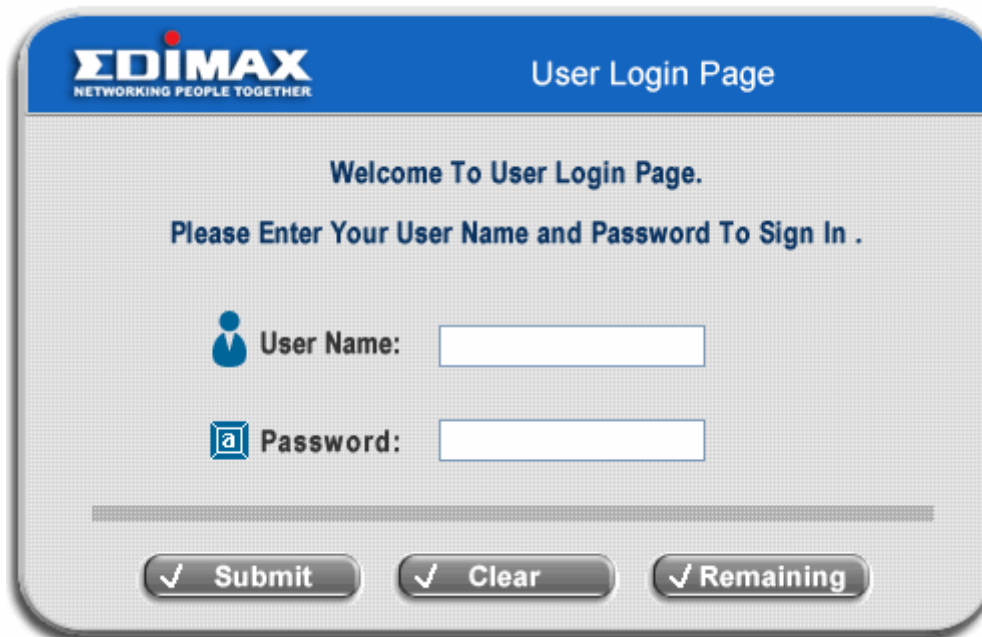 EDIMAX
NETWORKING PEOPLE TOGETHER
User Login Page
Welcome To User Login Page.
Please Enter Your User Name and Password To Sign In .
User Name:
a Password:
Submit Clear Remaining